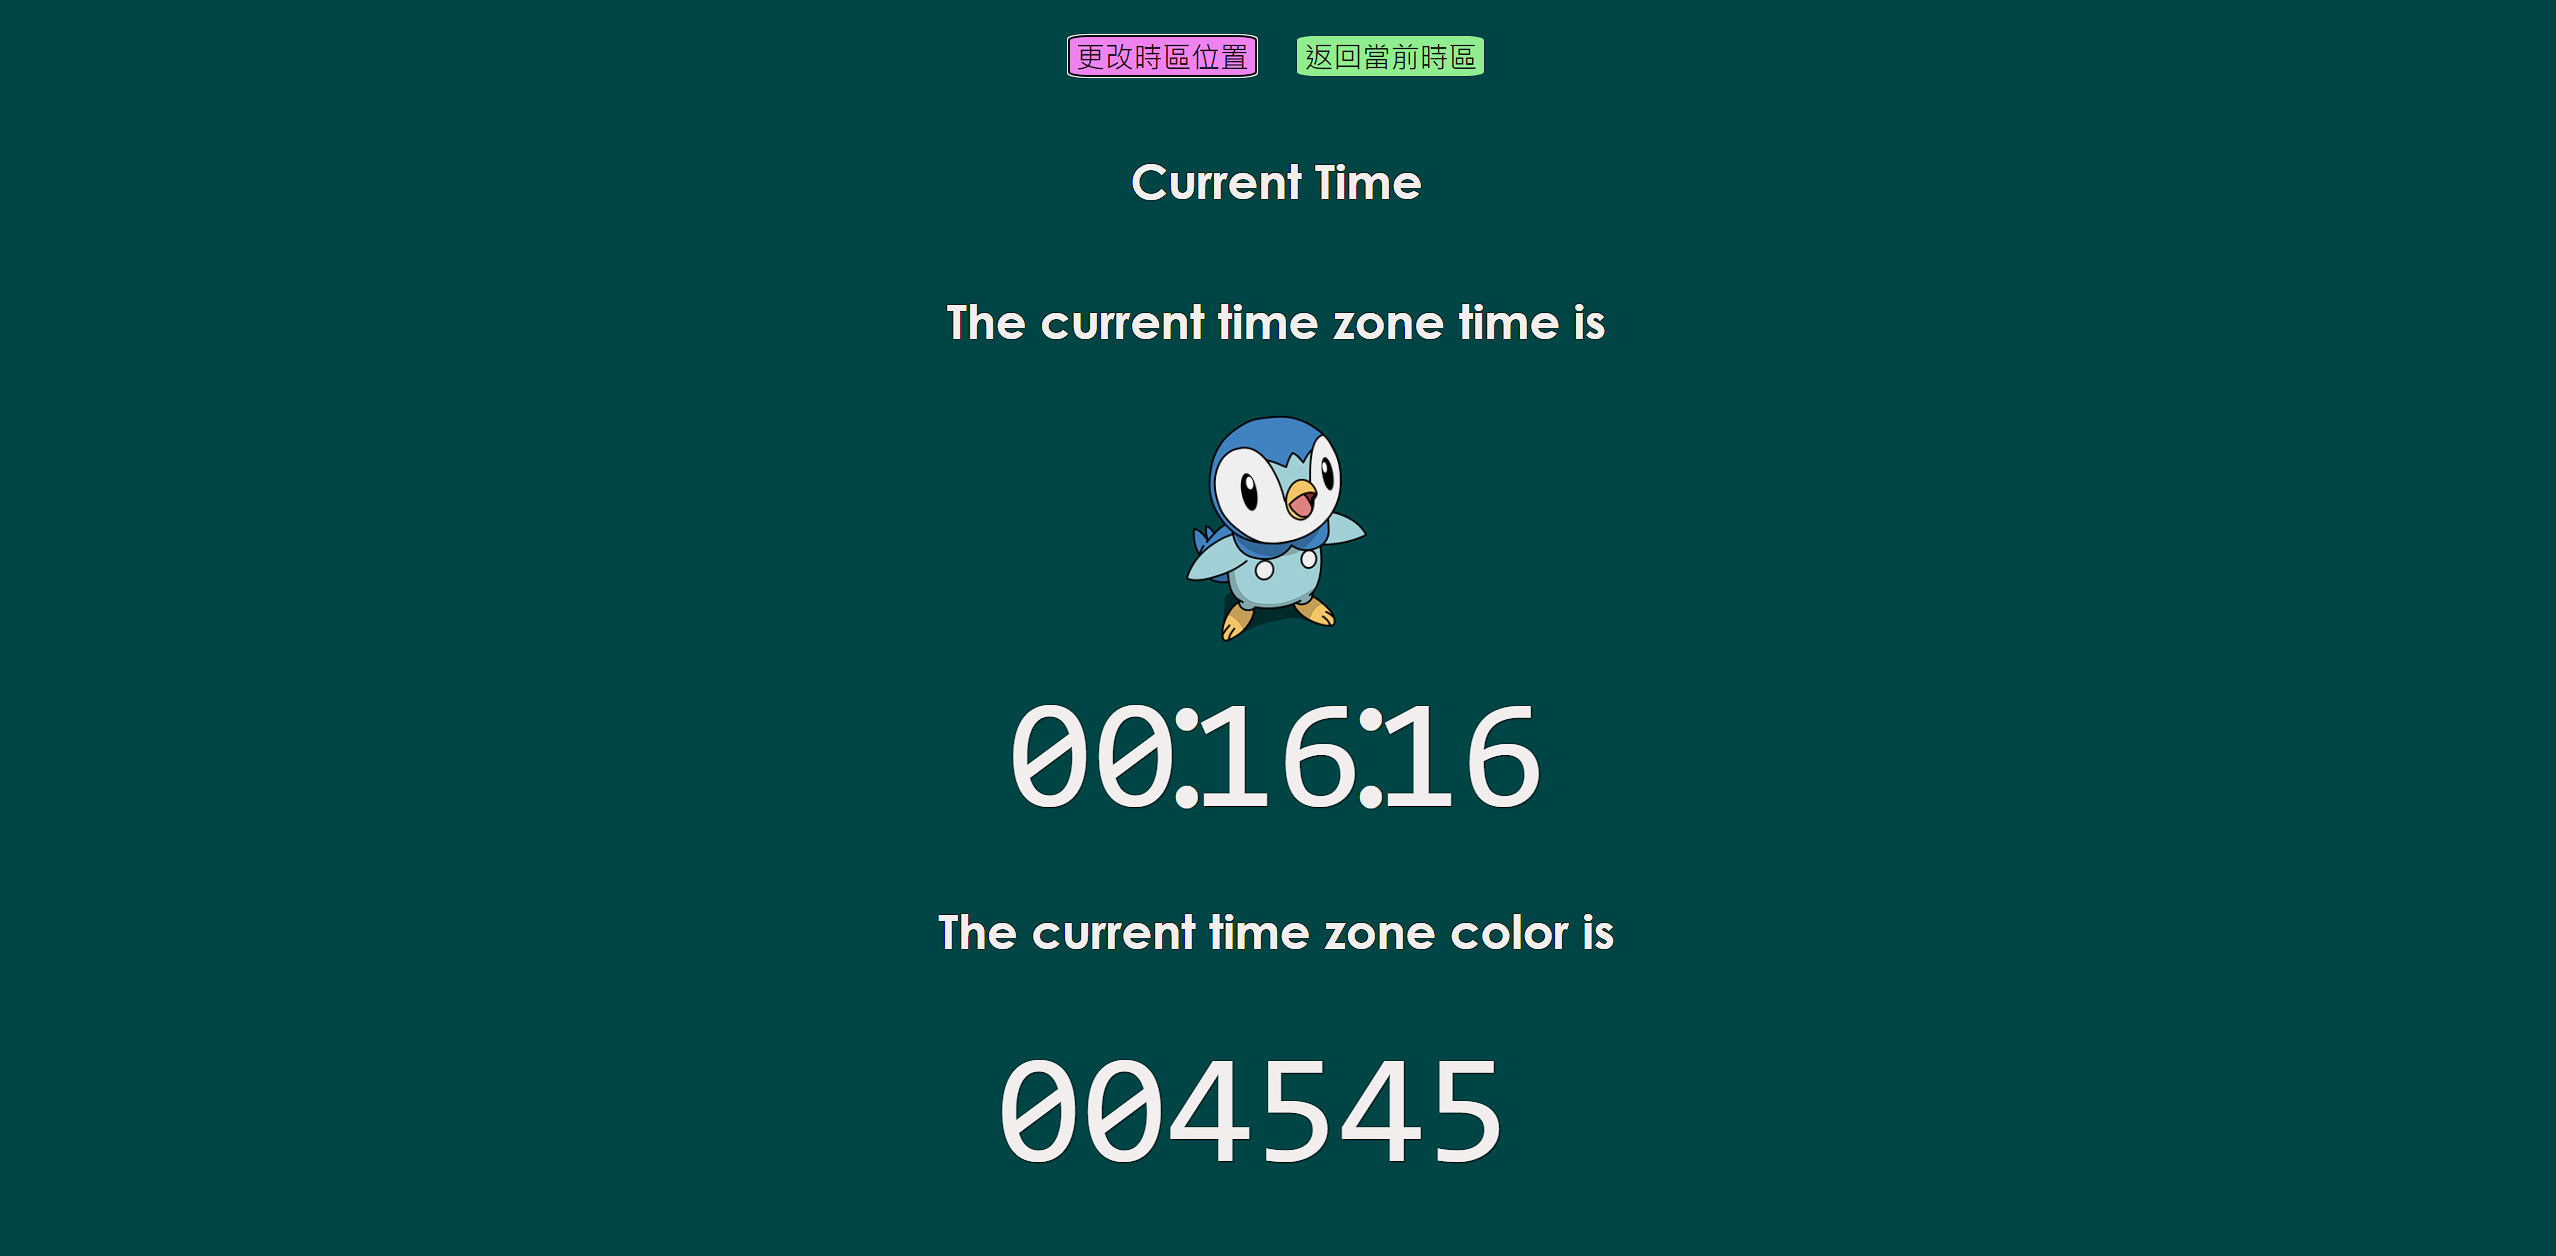 更改時區位置 返回當前時區
Current Time
The current time zone time is
00:16:16
The current time zone color is
004545